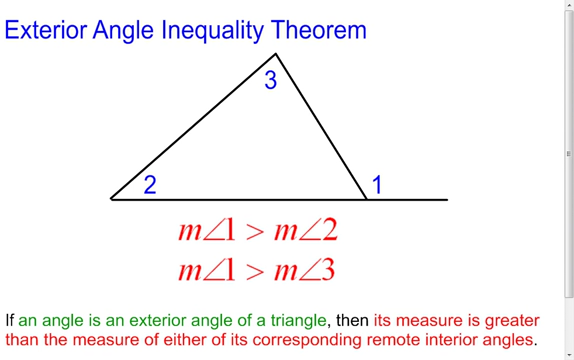 Exterior Angle Inequality Theorem
3
2
1
m∠1 > m∠2
m∠1 > m∠3
If an angle is an exterior angle of a triangle, then its measure is greater
than the measure of either of its corresponding remote interior angles.